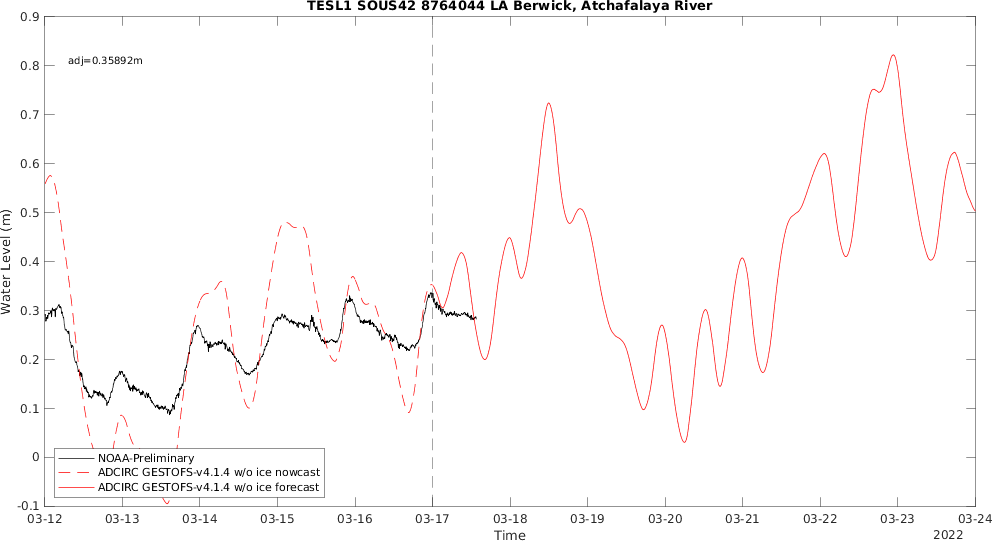 TESL1 SOUS42 8764044 LA Berwick, Atchafalaya River
adj=0.35892m
Water Level (m)
0.9
0.8
0.7
0.6
0.5
0.4
0.3
0.2
0.1
0
-0.1
NOAA-Preliminary
ADCIRC GESTOFS-v4.1.4 w/o ice nowcast
ADCIRC GESTOFS-v4.1.4 w/o ice forecast
03-12 03-13 03-14 03-15 03-16 03-17 03-18 03-19 03-20 03-21 03-22 03-23 03-24
Time
2022